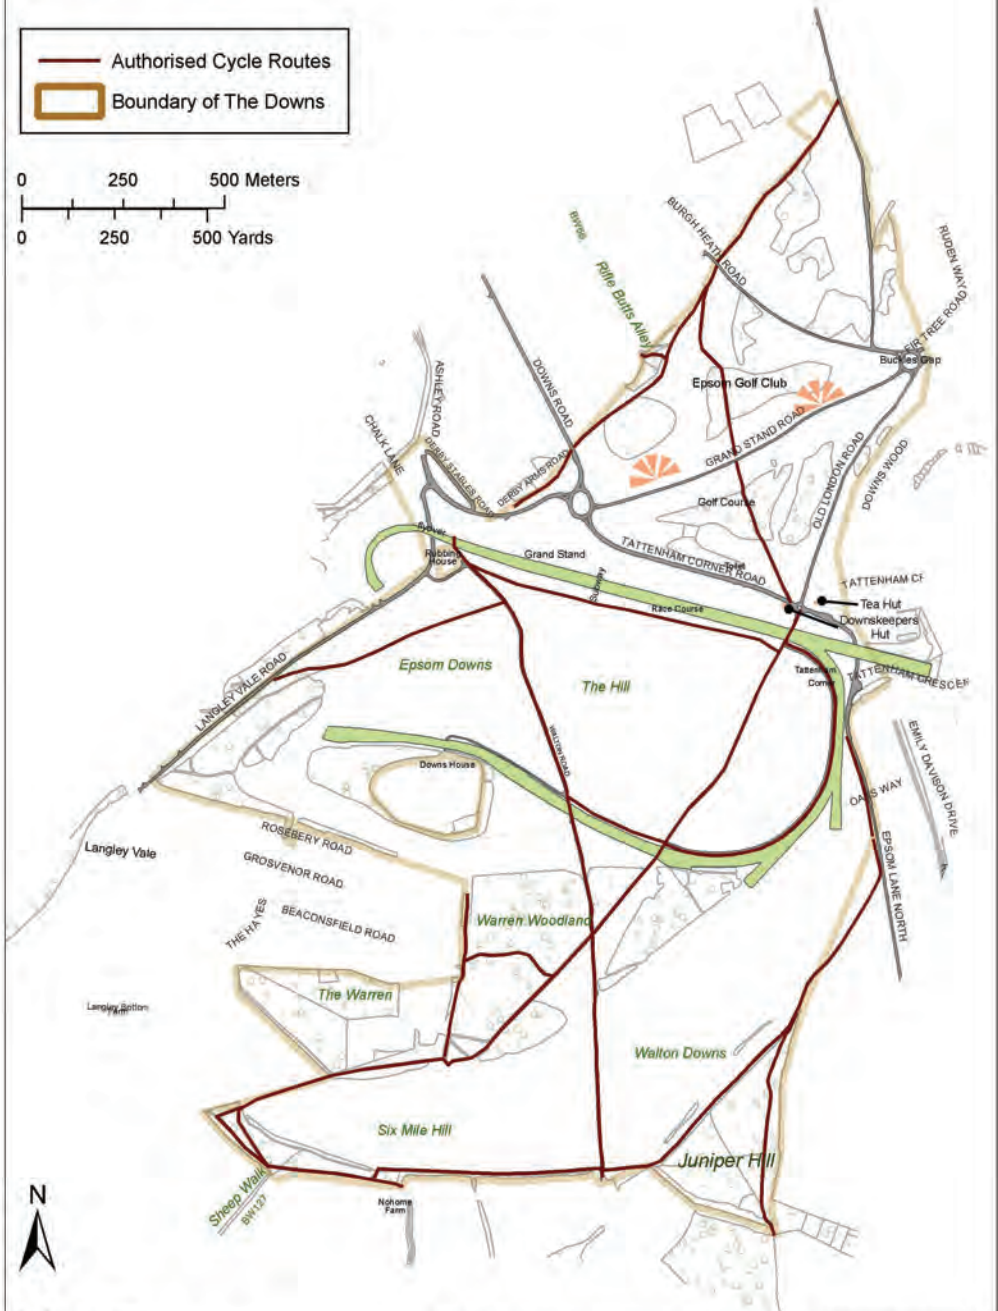 Authorised Cycle Routes
Boundary of The Downs
0 250 500 Meters
0 250 500 Yards
BURGH HEATH ROAD
RUDEN WAY
Rifle Butts Alley
FIR TREE ROAD
Buckles Gap
ASHLEY ROAD
DOWNS ROAD
Epsom Golf Club
CHALK LANE
DERBY STABLES ROAD
DERBY ARMS ROAD
GRAND STAND ROAD
OLD LONDON ROAD
DOWNS WOOD
Golf Course
Flyover
Rubbing
House
Grand Stand
Subway
TATTENHAM CORNER ROAD
Toilet
Race Course
TATTENHAM CF
Tea Hut
Downskeepers
Hut
Tattenham
Corner
TATTENHAM CRESCEN
LANGLEY VALE ROAD
Epsom Downs
The Hill
WALTON ROAD
Downs House
EMILY DAVISON DRIVE
OAKS WAY
EPSOM LANE NORTH
Langley Vale
ROSEBERY ROAD
GROSVENOR ROAD
BEACONSFIELD ROAD
THE HAYES
Warren Woodland
The Warren
Langley Bottom
Farm
Walton Downs
Six Mile Hill
Juniper Hill
Sheep Walk
BW127
Nohome
Farm
N